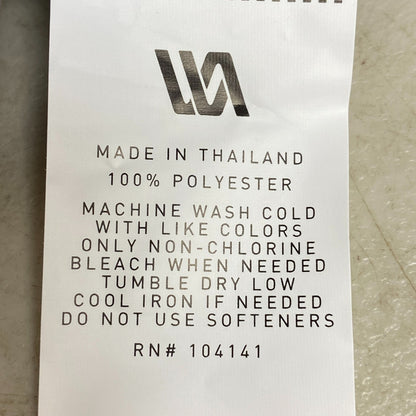 MADE IN THAILAND
100% POLYESTER
MACHINE WASH COLD
WITH LIKE COLORS
ONLY NON-CHLORINE
BLEACH WHEN NEEDED
TUMBLE DRY LOW
COOL IRON IF NEEDED
DO NOT USE SOFTENERS
RN# 104141